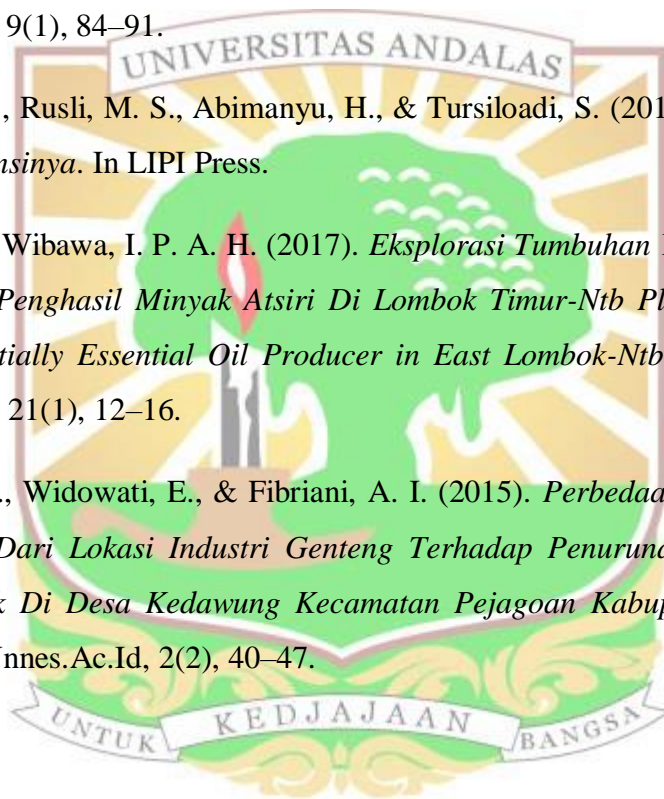 9(1), 84–91.
UNIVERSITAS ANDALAS
., Rusli, M. S., Abimanyu, H., & Tursiloadi, S. (201
nsinya. In LIPI Press.
Wibawa, I. P. A. H. (2017). Eksplorasi Tumbuhan
Penghasil Minyak Atsiri Di Lombok Timur-Ntb Pl
tially Essential Oil Producer in East Lombok-Ntb
21(1), 12–16.
., Widowati, E., & Fibriani, A. I. (2015). Perbedaa
Dari Lokasi Industri Genteng Terhadap Penuruna
k Di Desa Kedawung Kecamatan Pejagoan Kabup
nnes.Ac.Id, 2(2), 40–47.
UNTUK KEDJAJAAN BANGSA